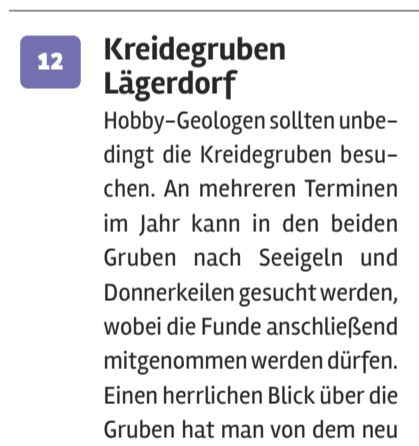 12
Kreidegruben
Lägerdorf
Hobby-Geologen sollten unbe-
dingt die Kreidegruben besu-
chen. An mehreren Terminen
im Jahr kann in den beiden
Gruben nach Seeigeln und
Donnerkeilen gesucht werden,
wobei die Funde anschließend
mitgenommen werden dürfen.
Einen herrlichen Blick über die
Gruben hat man von dem neu